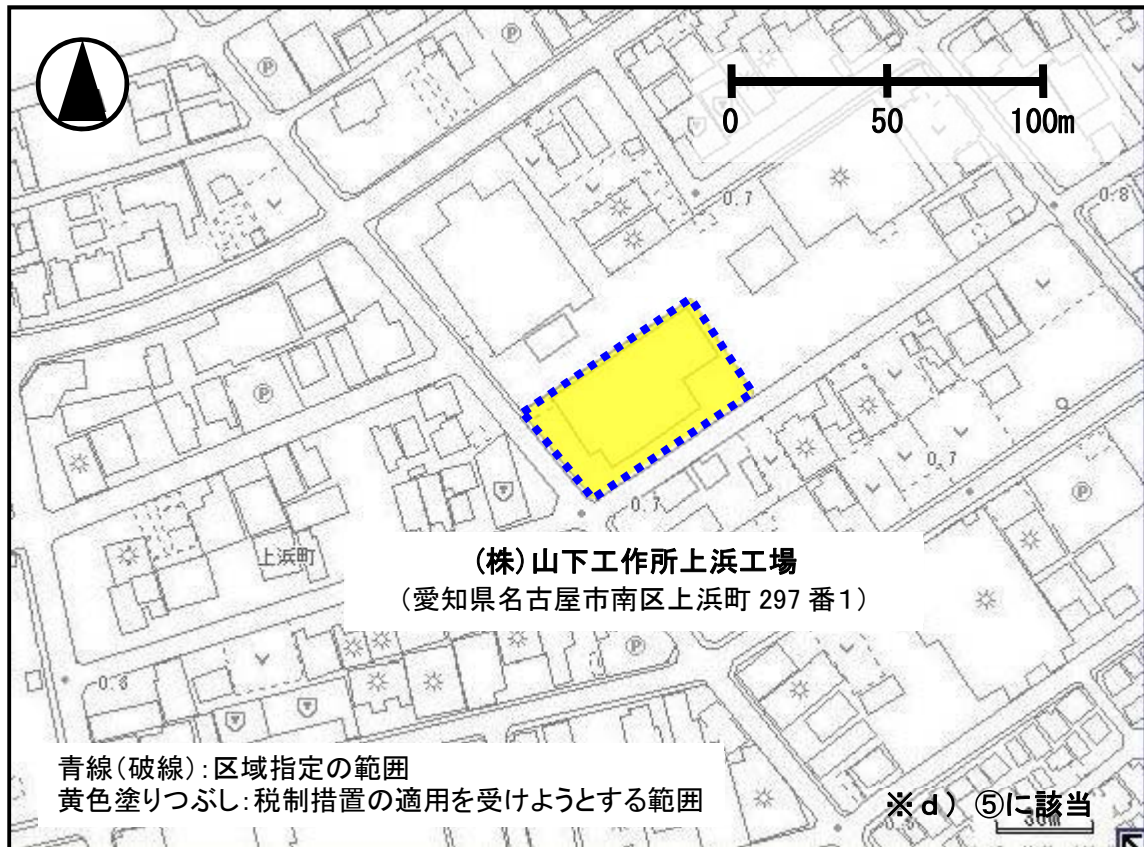 0 50 100m
Ⓟ
Ⓟ
0.7
0.8
Ⓟ
0.7
Ⓟ
0.7
上浜町
(株)山下工作所上浜工場
(愛知県名古屋市南区上浜町 297 番1)
Ⓟ
青線(破線):区域指定の範囲
黄色塗りつぶし:税制措置の適用を受けようとする範囲
※d) ⑤に該当